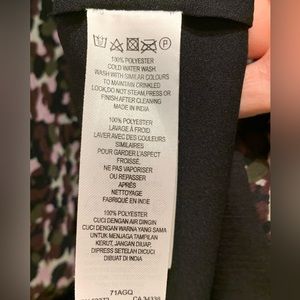 100% POLYESTER
COLD WATER WASH
WASH WITH SIMILAR COLOURS
TO MAINTAIN CRINKLED
LOOK,DO NOT STEAM,PRESS OR
FINISH AFTER CLEANING
MADE IN INDIA
100% POLYESTER
LAVAGE À FROID
LAVER AVEC DES COULEURS
SIMILAIRES
POUR GARDER L'ASPECT
FROISSÉ,
NE PAS VAPORISER
OU REPASSER
APRÈS
NETTOYAGE
FABRIQUÉ EN INDE
100% POLYESTER
CUCI DENGAN AIR DINGIN
CUCI DENGAN WARNA YANG SAMA
UNTUK MENJAGA TAMPILAN
KERUT, JANGAN DIUAP,
DIPRESS SETELAH DICUCI
DIBUAT DI INDIA
71AGQ